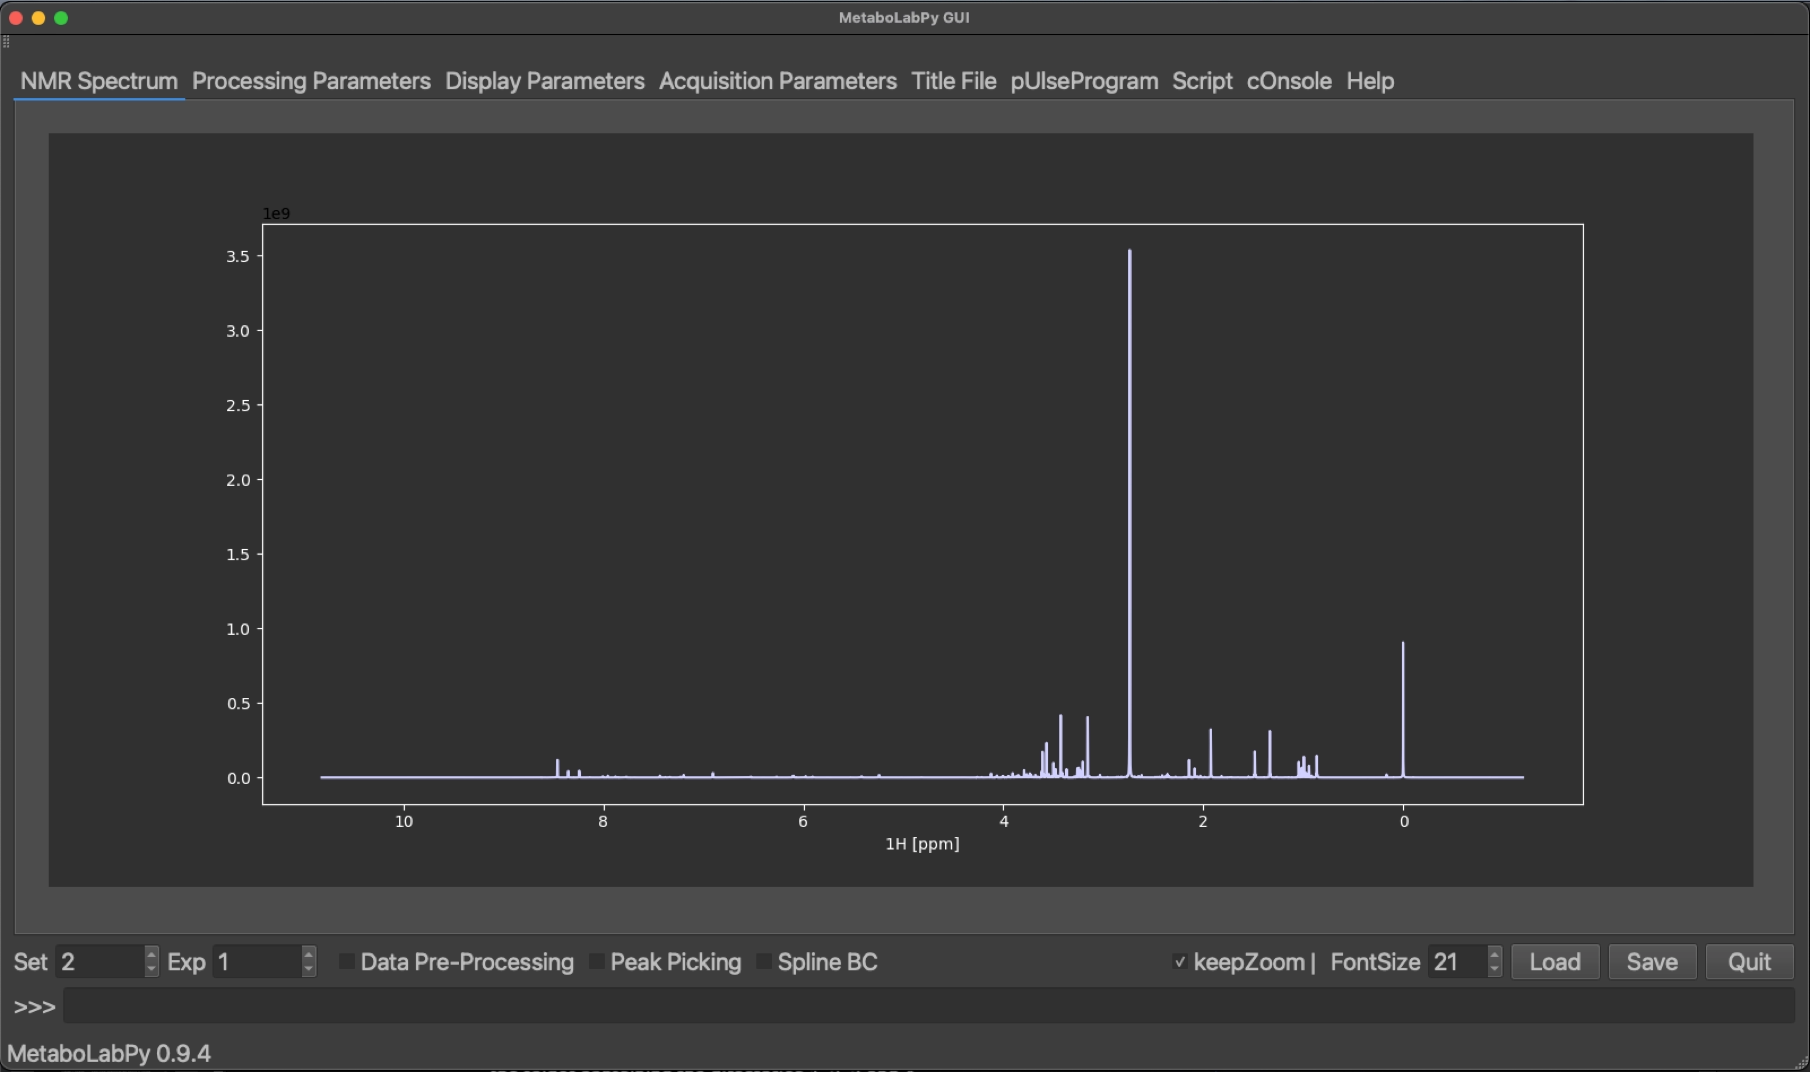 MetaboLabPy GUI
NMR Spectrum Processing Parameters Display Parameters Acquisition Parameters Title File pUlseProgram Script cOnsole Help
1e9
3.5
3.0
2.5
2.0
1.5
1.0
0.5
0.0
10 8 6 4 2 0
1H [ppm]
Set 2 Exp 1 Data Pre-Processing Peak Picking Spline BC keepZoom | FontSize 21 Load Save Quit
>>>
MetaboLabPy 0.9.4